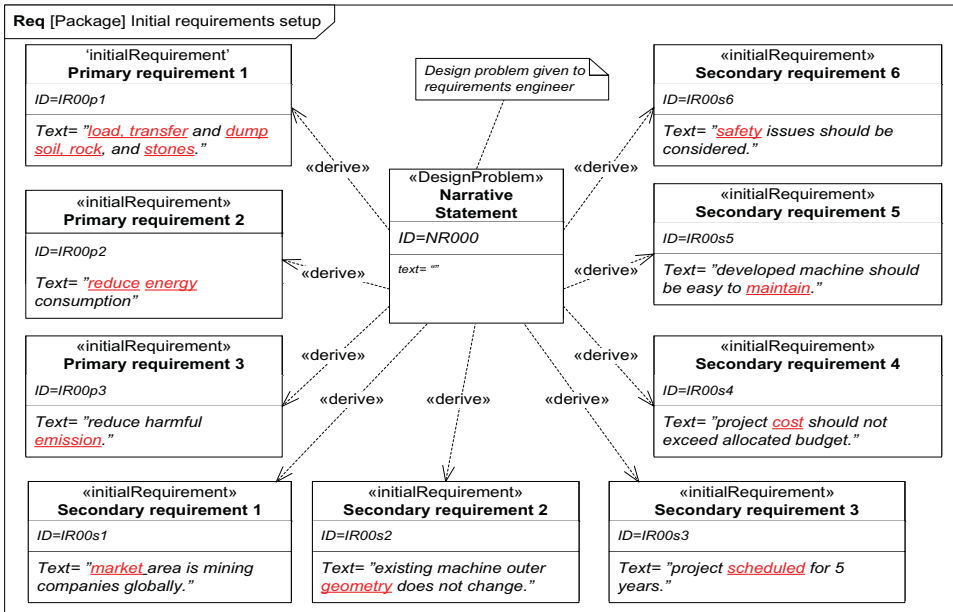 Req [Package] Initial requirements setup
‘initialRequirement’
Primary requirement 1
ID=IR00p1
Text= ”load, transfer and dump
soil, rock, and stones.”
«initialRequirement»
Primary requirement 2
ID=IR00p2
Text= ”reduce energy
consumption”
«initialRequirement»
Primary requirement 3
ID=IR00p3
Text= ”reduce harmful
emission.”
«initialRequirement»
Secondary requirement 1
ID=IR00s1
Text= ”market area is mining
companies globally.”
«initialRequirement»
Secondary requirement 2
ID=IR00s2
Text= ”existing machine outer
geometry does not change.”
«initialRequirement»
Secondary requirement 3
ID=IR00s3
Text= ”project scheduled for 5
years.”
«initialRequirement»
Secondary requirement 4
ID=IR00s4
Text= ”project cost should not
exceed allocated budget.”
«initialRequirement»
Secondary requirement 5
ID=IR00s5
Text= ”developed machine should
be easy to maintain.”
«initialRequirement»
Secondary requirement 6
ID=IR00s6
Text= ”safety issues should be
considered.”
Design problem given to
requirements engineer
«DesignProblem»
Narrative
Statement
ID=NR000
text= “”
«derive»
«derive»
«derive»
«derive»
«derive»
«derive»
«derive»
«derive»
«derive»